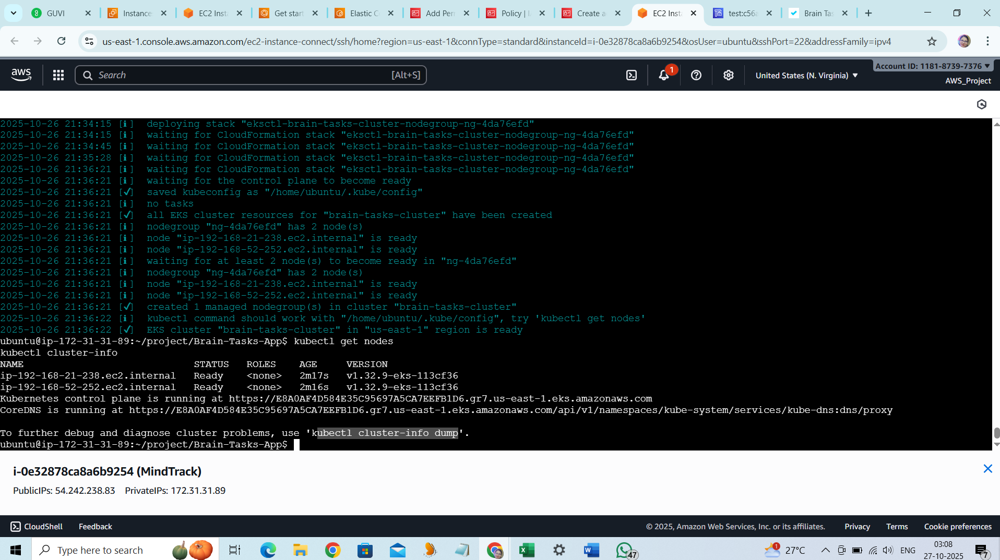 GUVI
Instance
EC2 Inst
Get start
Elastic C
Add Per
Policy | I
Create a
EC2 Inst
test:c56a
Brain Tas
us-east-1.console.aws.amazon.com/ec2-instance-connect/ssh/home?region=us-east-1&connType=standard&instanceId=i-0e32878ca8a6b9254&osUser=ubuntu&sshPort=22&addressFamily=ipv4
aws
Search
[Alt+S]
1
United States (N. Virginia)
Account ID: 1181-8739-7376
AWS_Project
2025-10-26 21:34:15 [ℹ]  deploying stack "eksctl-brain-tasks-cluster-nodegroup-ng-4da76efd"
2025-10-26 21:34:15 [ℹ]  waiting for CloudFormation stack "eksctl-brain-tasks-cluster-nodegroup-ng-4da76efd"
2025-10-26 21:34:45 [ℹ]  waiting for CloudFormation stack "eksctl-brain-tasks-cluster-nodegroup-ng-4da76efd"
2025-10-26 21:35:28 [ℹ]  waiting for CloudFormation stack "eksctl-brain-tasks-cluster-nodegroup-ng-4da76efd"
2025-10-26 21:36:21 [ℹ]  waiting for CloudFormation stack "eksctl-brain-tasks-cluster-nodegroup-ng-4da76efd"
2025-10-26 21:36:21 [ℹ]  waiting for the control plane to become ready
2025-10-26 21:36:21 [✔]  saved kubeconfig as "/home/ubuntu/.kube/config"
2025-10-26 21:36:21 [ℹ]  no tasks
2025-10-26 21:36:21 [✔]  all EKS cluster resources for "brain-tasks-cluster" have been created
2025-10-26 21:36:21 [ℹ]  nodegroup "ng-4da76efd" has 2 node(s)
2025-10-26 21:36:21 [ℹ]  node "ip-192-168-21-238.ec2.internal" is ready
2025-10-26 21:36:21 [ℹ]  node "ip-192-168-52-252.ec2.internal" is ready
2025-10-26 21:36:21 [ℹ]  waiting for at least 2 node(s) to become ready in "ng-4da76efd"
2025-10-26 21:36:21 [ℹ]  nodegroup "ng-4da76efd" has 2 node(s)
2025-10-26 21:36:21 [ℹ]  node "ip-192-168-21-238.ec2.internal" is ready
2025-10-26 21:36:21 [ℹ]  node "ip-192-168-52-252.ec2.internal" is ready
2025-10-26 21:36:21 [✔]  created 1 managed nodegroup(s) in cluster "brain-tasks-cluster"
2025-10-26 21:36:22 [ℹ]  kubectl command should work with "/home/ubuntu/.kube/config", try 'kubectl get nodes'
2025-10-26 21:36:22 [✔]  EKS cluster "brain-tasks-cluster" in "us-east-1" region is ready
ubuntu@ip-172-31-31-89:~/project/Brain-Tasks-App$ kubectl get nodes
kubectl cluster-info
NAME STATUS ROLES AGE VERSION
ip-192-168-21-238.ec2.internal Ready <none> 2m17s v1.32.9-eks-113cf36
ip-192-168-52-252.ec2.internal Ready <none> 2m16s v1.32.9-eks-113cf36
Kubernetes control plane is running at https://E8A0AF4D584E35C95697A5CA7EEFB1D6.gr7.us-east-1.eks.amazonaws.com
CoreDNS is running at https://E8A0AF4D584E35C95697A5CA7EEFB1D6.gr7.us-east-1.eks.amazonaws.com/api/v1/namespaces/kube-system/services/kube-dns:dns/proxy
To further debug and diagnose cluster problems, use 'kubectl cluster-info dump'.
ubuntu@ip-172-31-31-89:~/project/Brain-Tasks-App$
i-0e32878ca8a6b9254 (MindTrack)
PublicIPs: 54.242.238.83 PrivateIPs: 172.31.31.89
CloudShell
Feedback
© 2025, Amazon Web Services, Inc. or its affiliates.
Privacy
Terms
Cookie preferences
Type here to search
47
1
27°C
ENG
03:08
27-10-2025
7